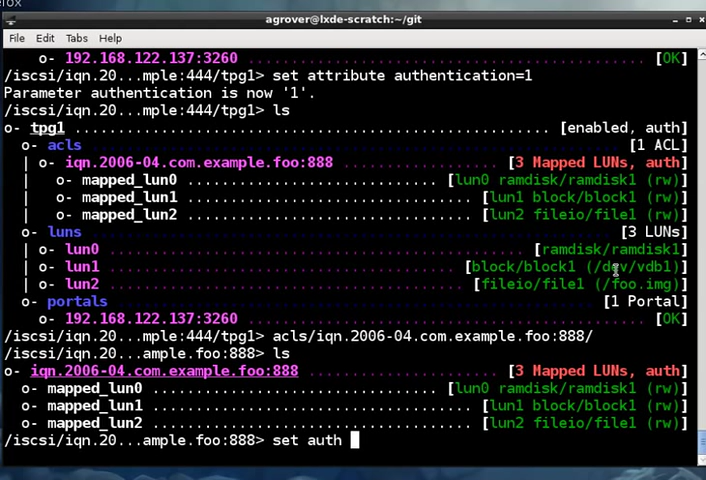 efox
agrover@lxde-scratch:~/git
File Edit Tabs Help
o- 192.168.122.137:3260 ................................................... [OK]
/iscsi/iqn.20...mple:444/tpg1> set attribute authentication=1
Parameter authentication is now '1'.
/iscsi/iqn.20...mple:444/tpg1> ls
o- tpg1 ....................................................... [enabled, auth]
o- acls ............................................................... [1 ACL]
| o- iqn.2006-04.com.example.foo:888 ................... [3 Mapped LUNs, auth]
| o- mapped_lun0 ............................. [lun0 ramdisk/ramdisk1 (rw)]
| o- mapped_lun1 ................................. [lun1 block/block1 (rw)]
| o- mapped_lun2 ................................. [lun2 fileio/file1 (rw)]
o- luns .............................................................. [3 LUNs]
| o- lun0 ................................................... [ramdisk/ramdisk1]
| o- lun1 ........................................... [block/block1 (/dev/vdb1)]
| o- lun2 ............................................ [fileio/file1 (/foo.img)]
o- portals ......................................................... [1 Portal]
o- 192.168.122.137:3260 ................................................... [OK]
/iscsi/iqn.20...mple:444/tpg1> acls/iqn.2006-04.com.example.foo:888/
/iscsi/iqn.20...ample.foo:888> ls
o- iqn.2006-04.com.example.foo:888 ....................... [3 Mapped LUNs, auth]
o- mapped_lun0 ................................. [lun0 ramdisk/ramdisk1 (rw)]
o- mapped_lun1 ..................................... [lun1 block/block1 (rw)]
o- mapped_lun2 ..................................... [lun2 fileio/file1 (rw)]
/iscsi/iqn.20...ample.foo:888> set auth